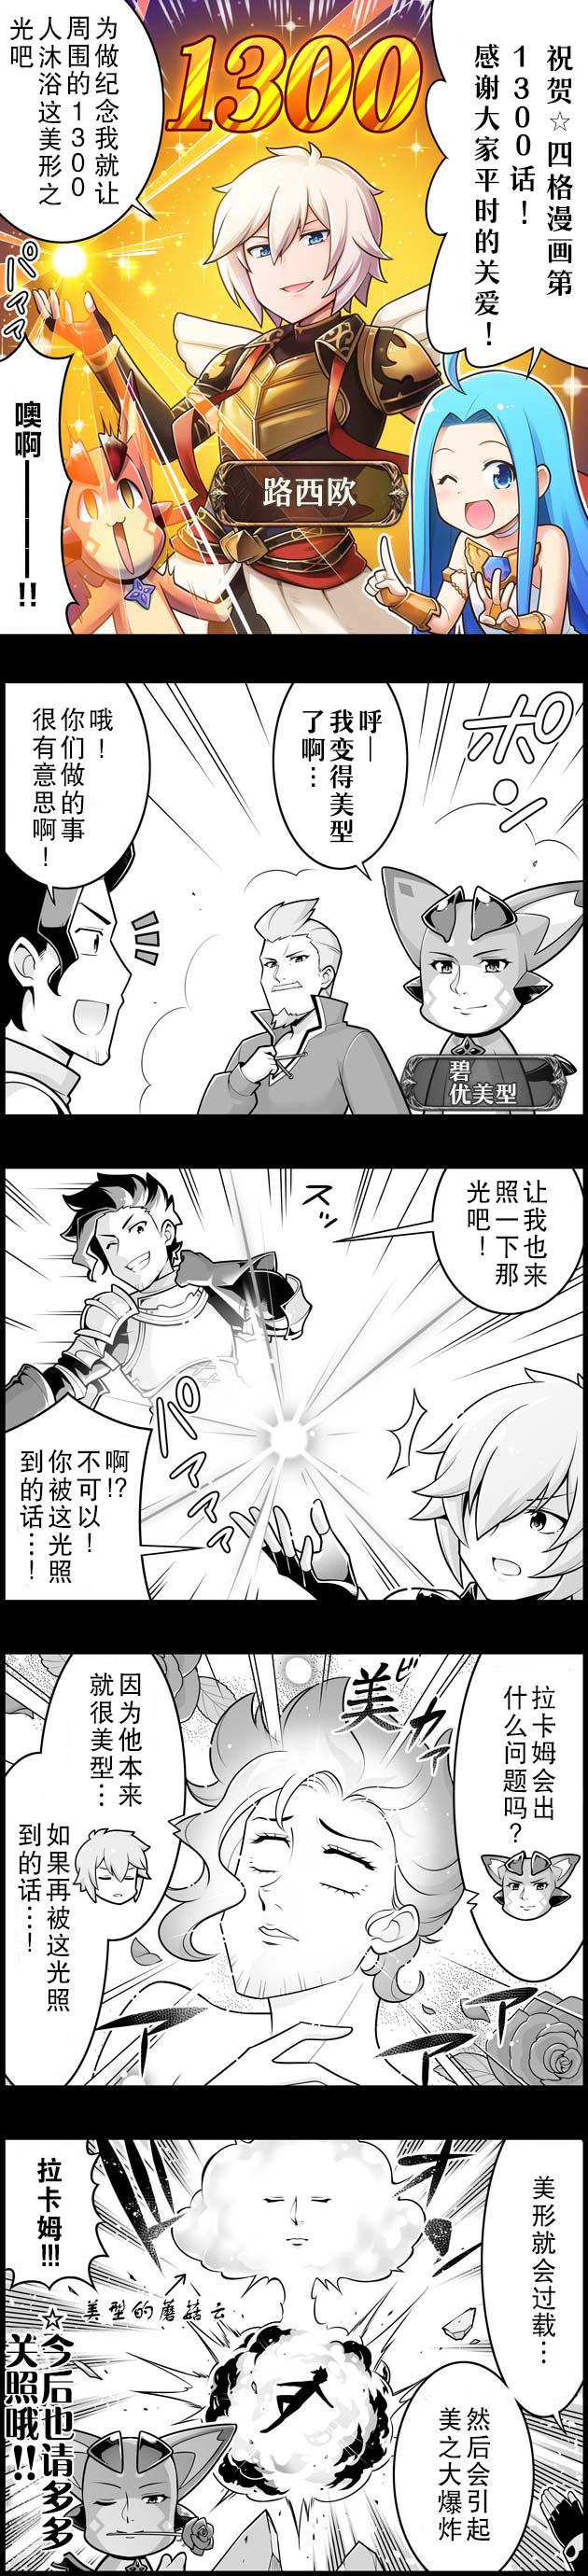 祝贺☆四格漫画第
1300话！
感谢大家平时的关爱！
1300
为做纪念我就让
周围的1300
人沐浴这美形之
光吧
パァァァ
噢啊————!!
路西欧
ポンッ
呼—
我变得美型
了啊…
哦！
你们做的事
很有意思啊！
碧
优美型
让我也来
照一下那
光吧！
スッ
パァァァ
啊!?
不可以！
你被这光照
到的话…！
拉卡姆会出
什么问题吗？
美
ビカァ
因为他本来
就很美型…
如果再被这光照
到的话…！
アアア
美形就会过载…
然后会引起
美之大爆炸
拉卡姆!!!
美型的蘑菇云
☆今后也请多多
关照哦!!